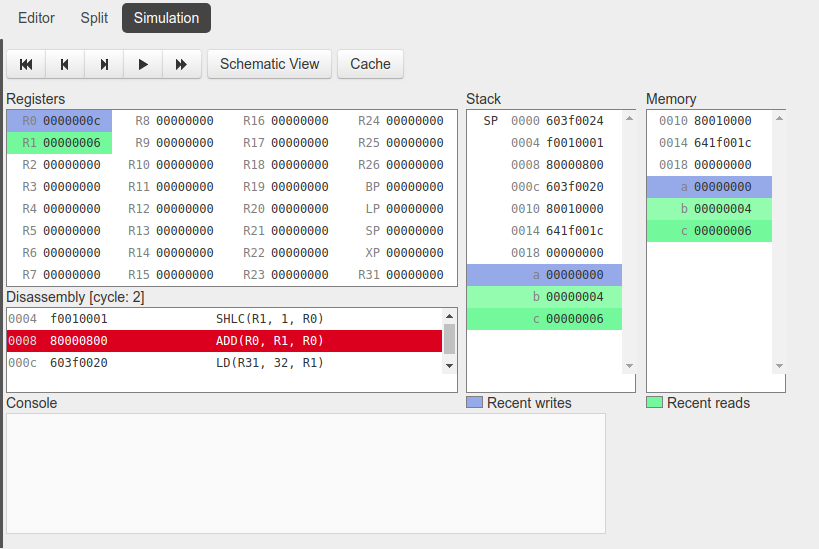 Editor Split Simulation
Schematic View Cache
Registers
R0 0000000c R8 00000000 R16 00000000 R24 00000000
R1 00000006 R9 00000000 R17 00000000 R25 00000000
R2 00000000 R10 00000000 R18 00000000 R26 00000000
R3 00000000 R11 00000000 R19 00000000 BP 00000000
R4 00000000 R12 00000000 R20 00000000 LP 00000000
R5 00000000 R13 00000000 R21 00000000 SP 00000000
R6 00000000 R14 00000000 R22 00000000 XP 00000000
R7 00000000 R15 00000000 R23 00000000 R31 00000000
Disassembly [cycle: 2]
0004 f0010001 SHLC(R1, 1, R0)
0008 80000800 ADD(R0, R1, R0)
000c 603f0020 LD(R31, 32, R1)
Console
Stack
SP 0000 603f0024
0004 f0010001
0008 80000800
000c 603f0020
0010 80010000
0014 641f001c
0018 00000000
a 00000000
b 00000004
c 00000006
Recent writes
Memory
0010 80010000
0014 641f001c
0018 00000000
a 00000000
b 00000004
c 00000006
Recent reads